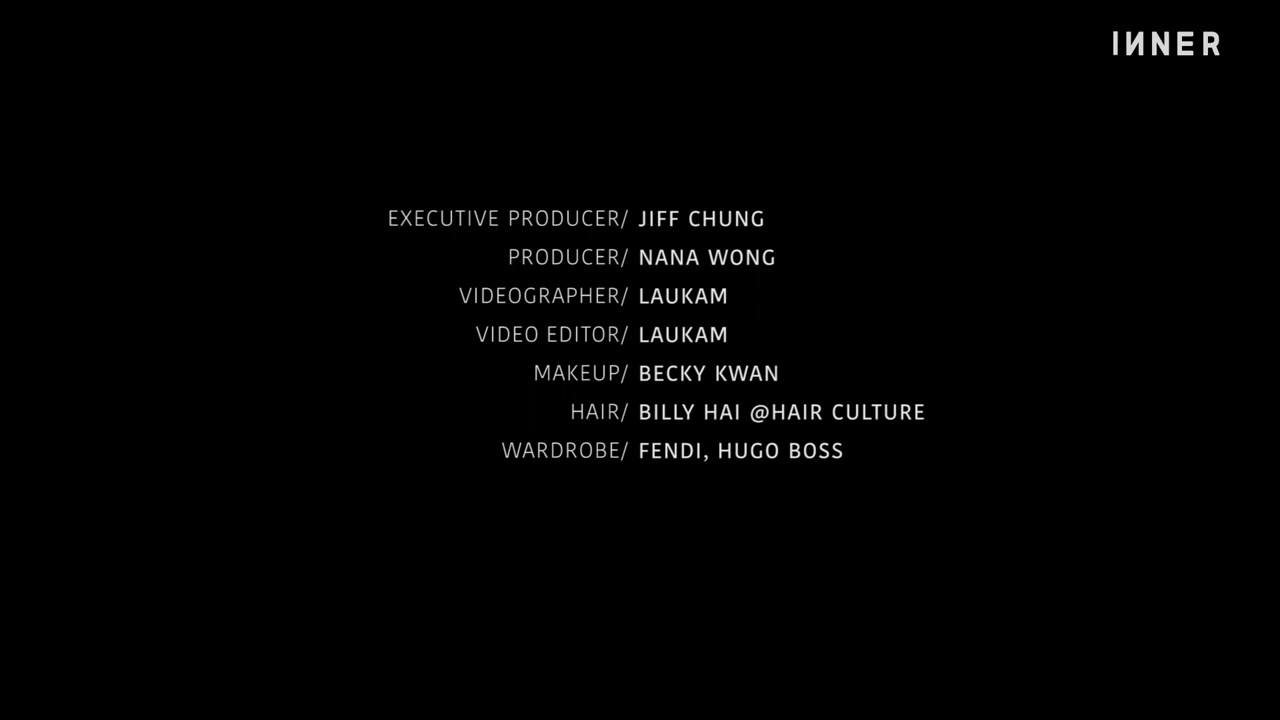 INNER
EXECUTIVE PRODUCER/ JIFF CHUNG
PRODUCER/ NANA WONG
VIDEOGRAPHER/ LAUKAM
VIDEO EDITOR/ LAUKAM
MAKEUP/ BECKY KWAN
HAIR/ BILLY HAI @HAIR CULTURE
WARDROBE/ FENDI, HUGO BOSS